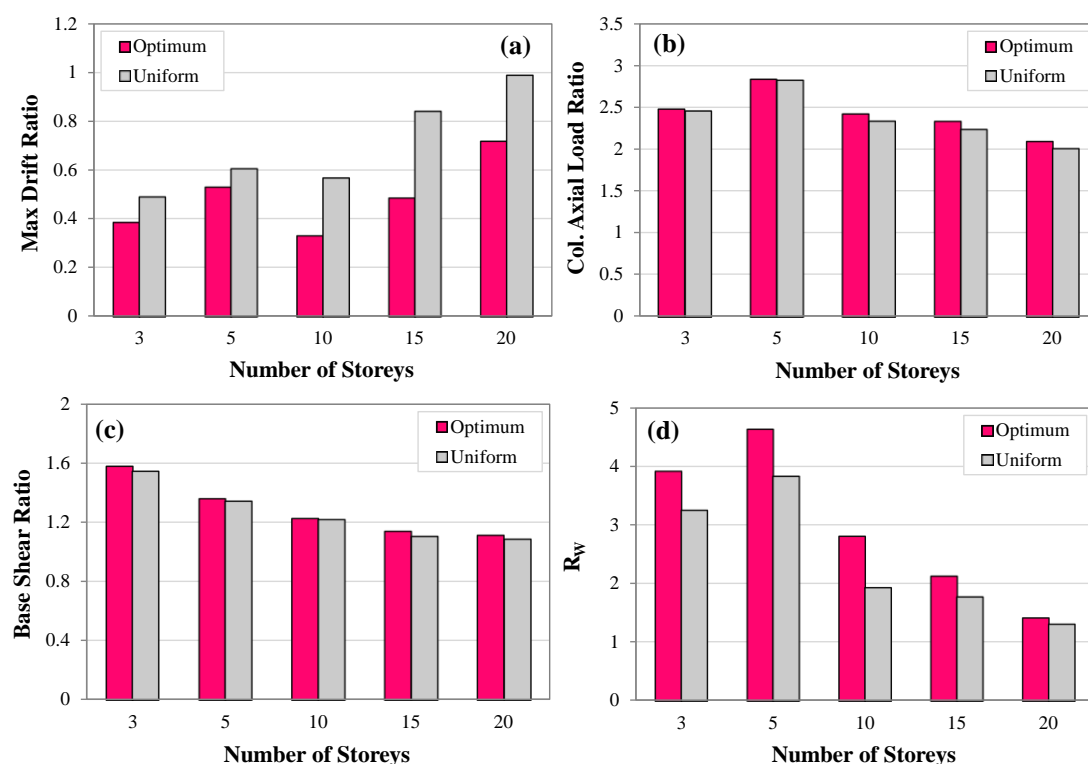 (a)
Optimum
Uniform
1.2
1
0.8
0.6
0.4
0.2
0
Max Drift Ratio
3 5 10 15 20
Number of Storeys
(b)
Optimum
Uniform
3.5
3
2.5
2
1.5
1
0.5
0
Col. Axial Load Ratio
3 5 10 15 20
Number of Storeys
(c)
Optimum
Uniform
2
1.6
1.2
0.8
0.4
0
Base Shear Ratio
3 5 10 15 20
Number of Storeys
(d)
Optimum
Uniform
5
4
3
2
1
0
RW
3 5 10 15 20
Number of Storeys